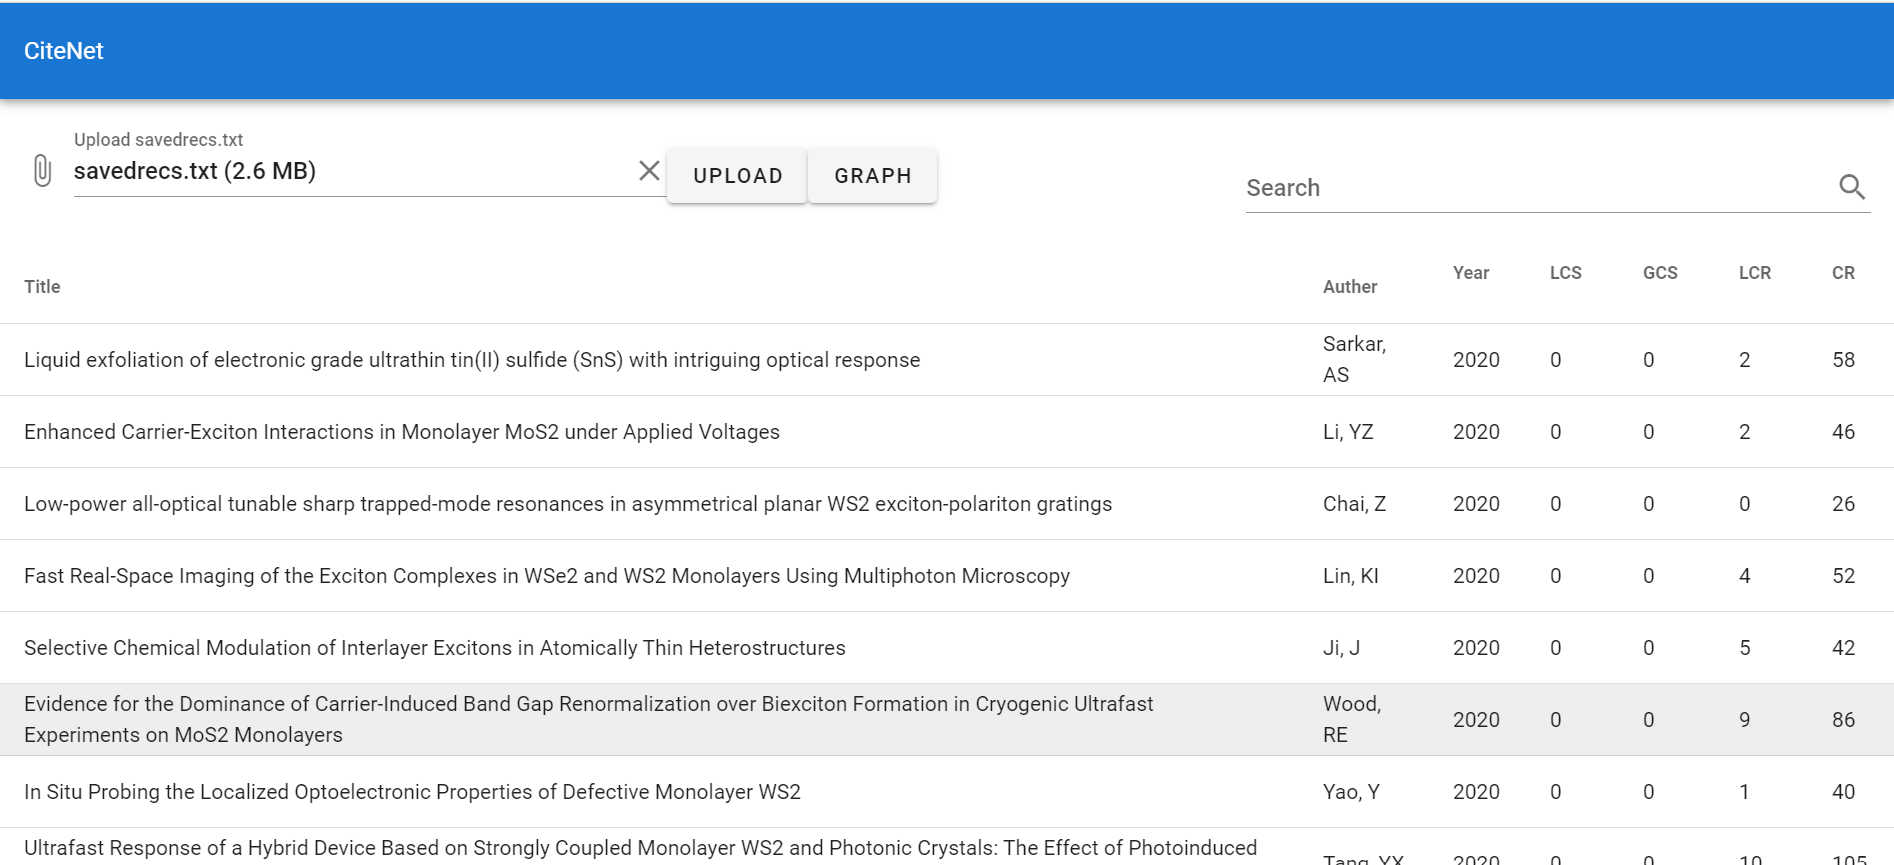 CiteNet
Upload savedrecs.txt
savedrecs.txt (2.6 MB)
UPLOAD
GRAPH
Search
Title Auther Year LCS GCS LCR CR
Liquid exfoliation of electronic grade ultrathin tin(II) sulfide (SnS) with intriguing optical response Sarkar, 2020 0 0 2 58
AS
Enhanced Carrier-Exciton Interactions in Monolayer MoS2 under Applied Voltages Li, YZ 2020 0 0 2 46
Low-power all-optical tunable sharp trapped-mode resonances in asymmetrical planar WS2 exciton-polariton gratings Chai, Z 2020 0 0 0 26
Fast Real-Space Imaging of the Exciton Complexes in WSe2 and WS2 Monolayers Using Multiphoton Microscopy Lin, KI 2020 0 0 4 52
Selective Chemical Modulation of Interlayer Excitons in Atomically Thin Heterostructures Ji, J 2020 0 0 5 42
Evidence for the Dominance of Carrier-Induced Band Gap Renormalization over Biexciton Formation in Cryogenic Ultrafast Wood, 2020 0 0 9 86
Experiments on MoS2 Monolayers RE
In Situ Probing the Localized Optoelectronic Properties of Defective Monolayer WS2 Yao, Y 2020 0 0 1 40
Ultrafast Response of a Hybrid Device Based on Strongly Coupled Monolayer WS2 and Photonic Crystals: The Effect of Photoinduced Tang, YX 2020 0 0 10 105